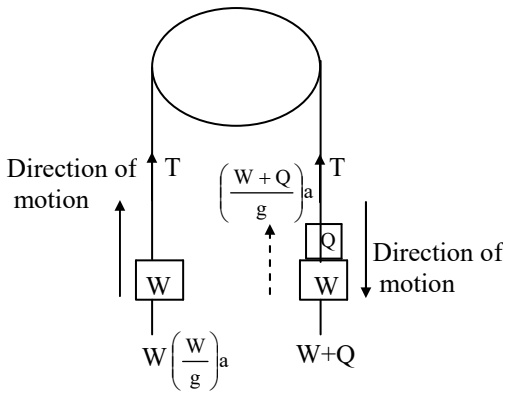 T
T
Direction of
motion
(W + Q / g)a
Q
Direction of
motion
W
W
W(W / g)a
W+Q